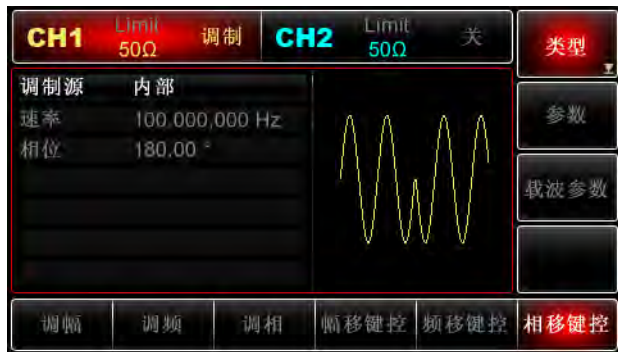 CH1 Limit 50Ω 调制 CH2 Limit 50Ω 关 类型
调制源 内部
速率 100.000,000 Hz
相位 180.00 °
参数
载波参数
调幅 调频 调相 幅移键控 频移键控 相移键控